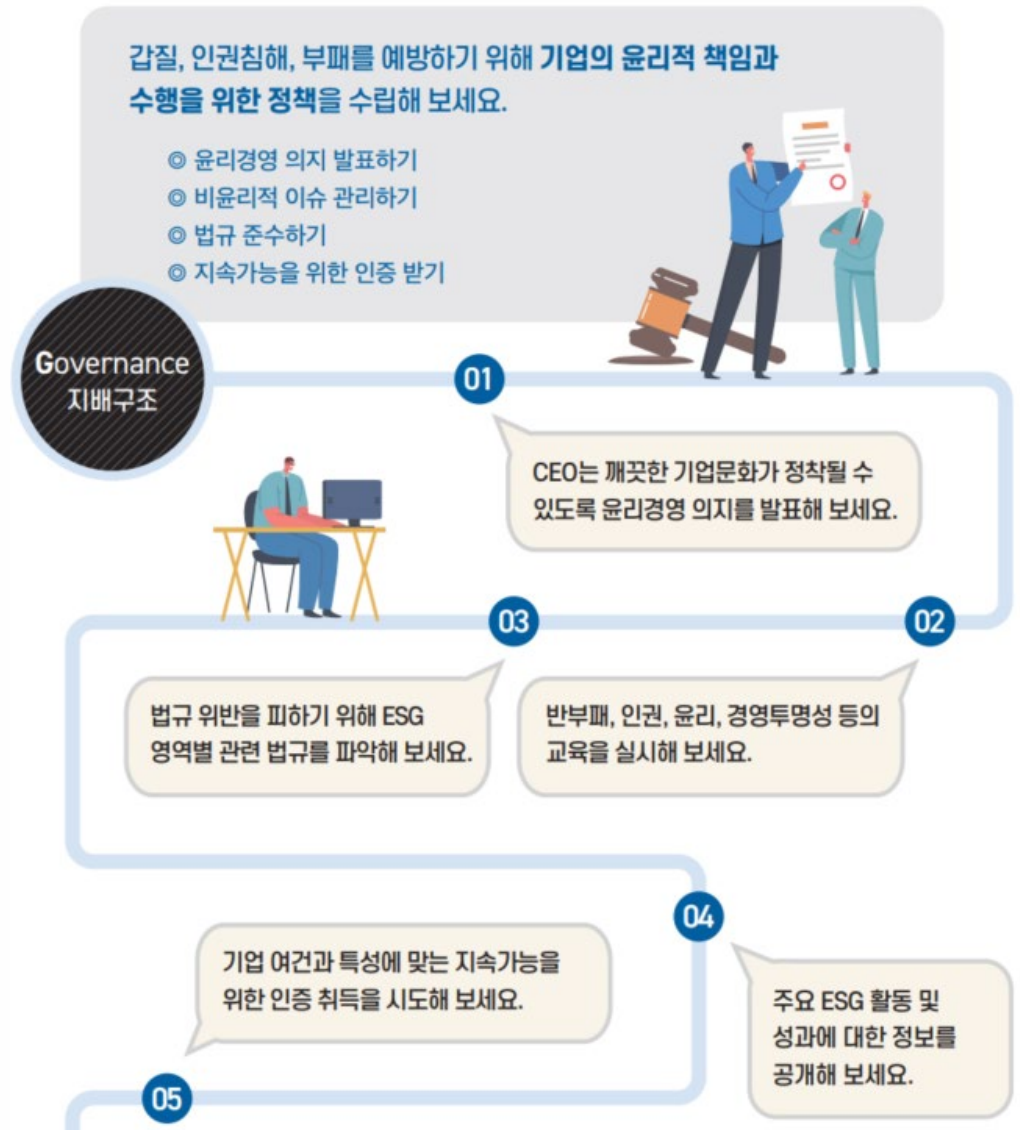 갑질, 인권침해, 부패를 예방하기 위해 기업의 윤리적 책임과
수행을 위한 정책을 수립해 보세요.
◎ 윤리경영 의지 발표하기
◎ 비윤리적 이슈 관리하기
◎ 법규 준수하기
◎ 지속가능을 위한 인증 받기
Governance
지배구조
01
CEO는 깨끗한 기업문화가 정착될 수
있도록 윤리경영 의지를 발표해 보세요.
02
반부패, 인권, 윤리, 경영투명성 등의
교육을 실시해 보세요.
03
법규 위반을 피하기 위해 ESG
영역별 관련 법규를 파악해 보세요.
04
주요 ESG 활동 및
성과에 대한 정보를
공개해 보세요.
05
기업 여건과 특성에 맞는 지속가능을
위한 인증 취득을 시도해 보세요.